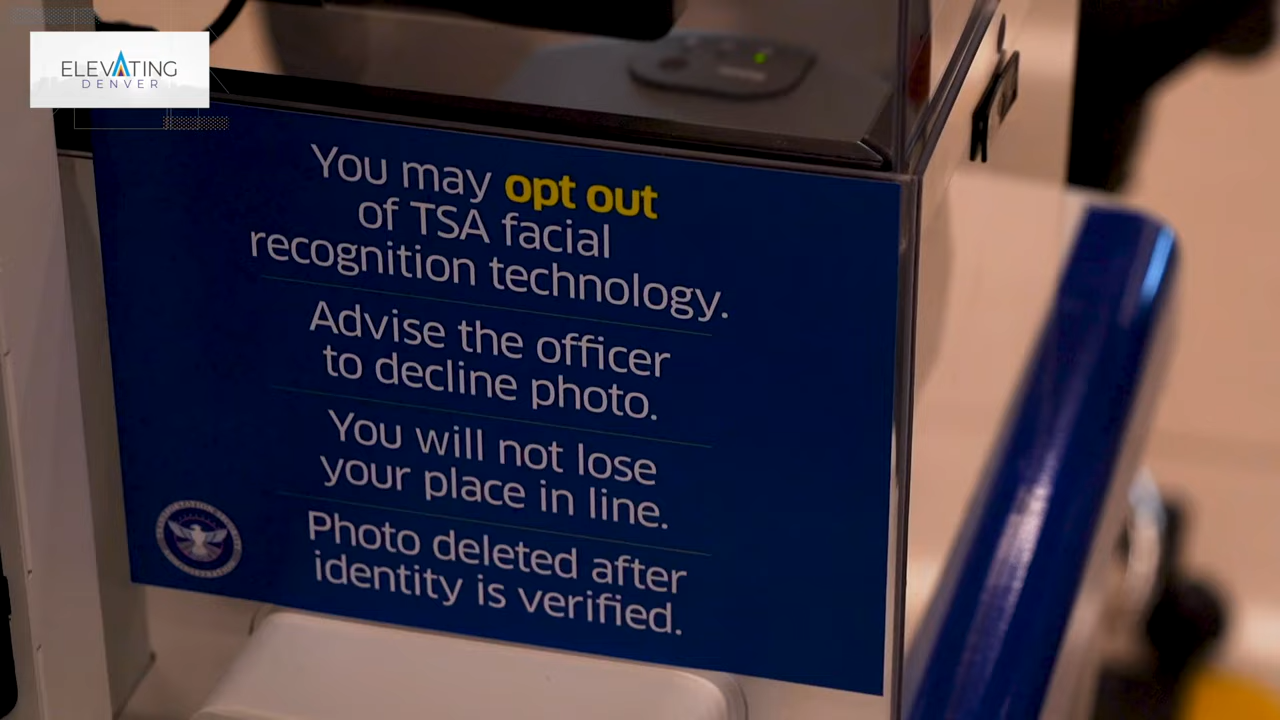 ELEVATING
DENVER
You may opt out
of TSA facial
recognition technology.
Advise the officer
to decline photo.
You will not lose
your place in line.
Photo deleted after
identity is verified.